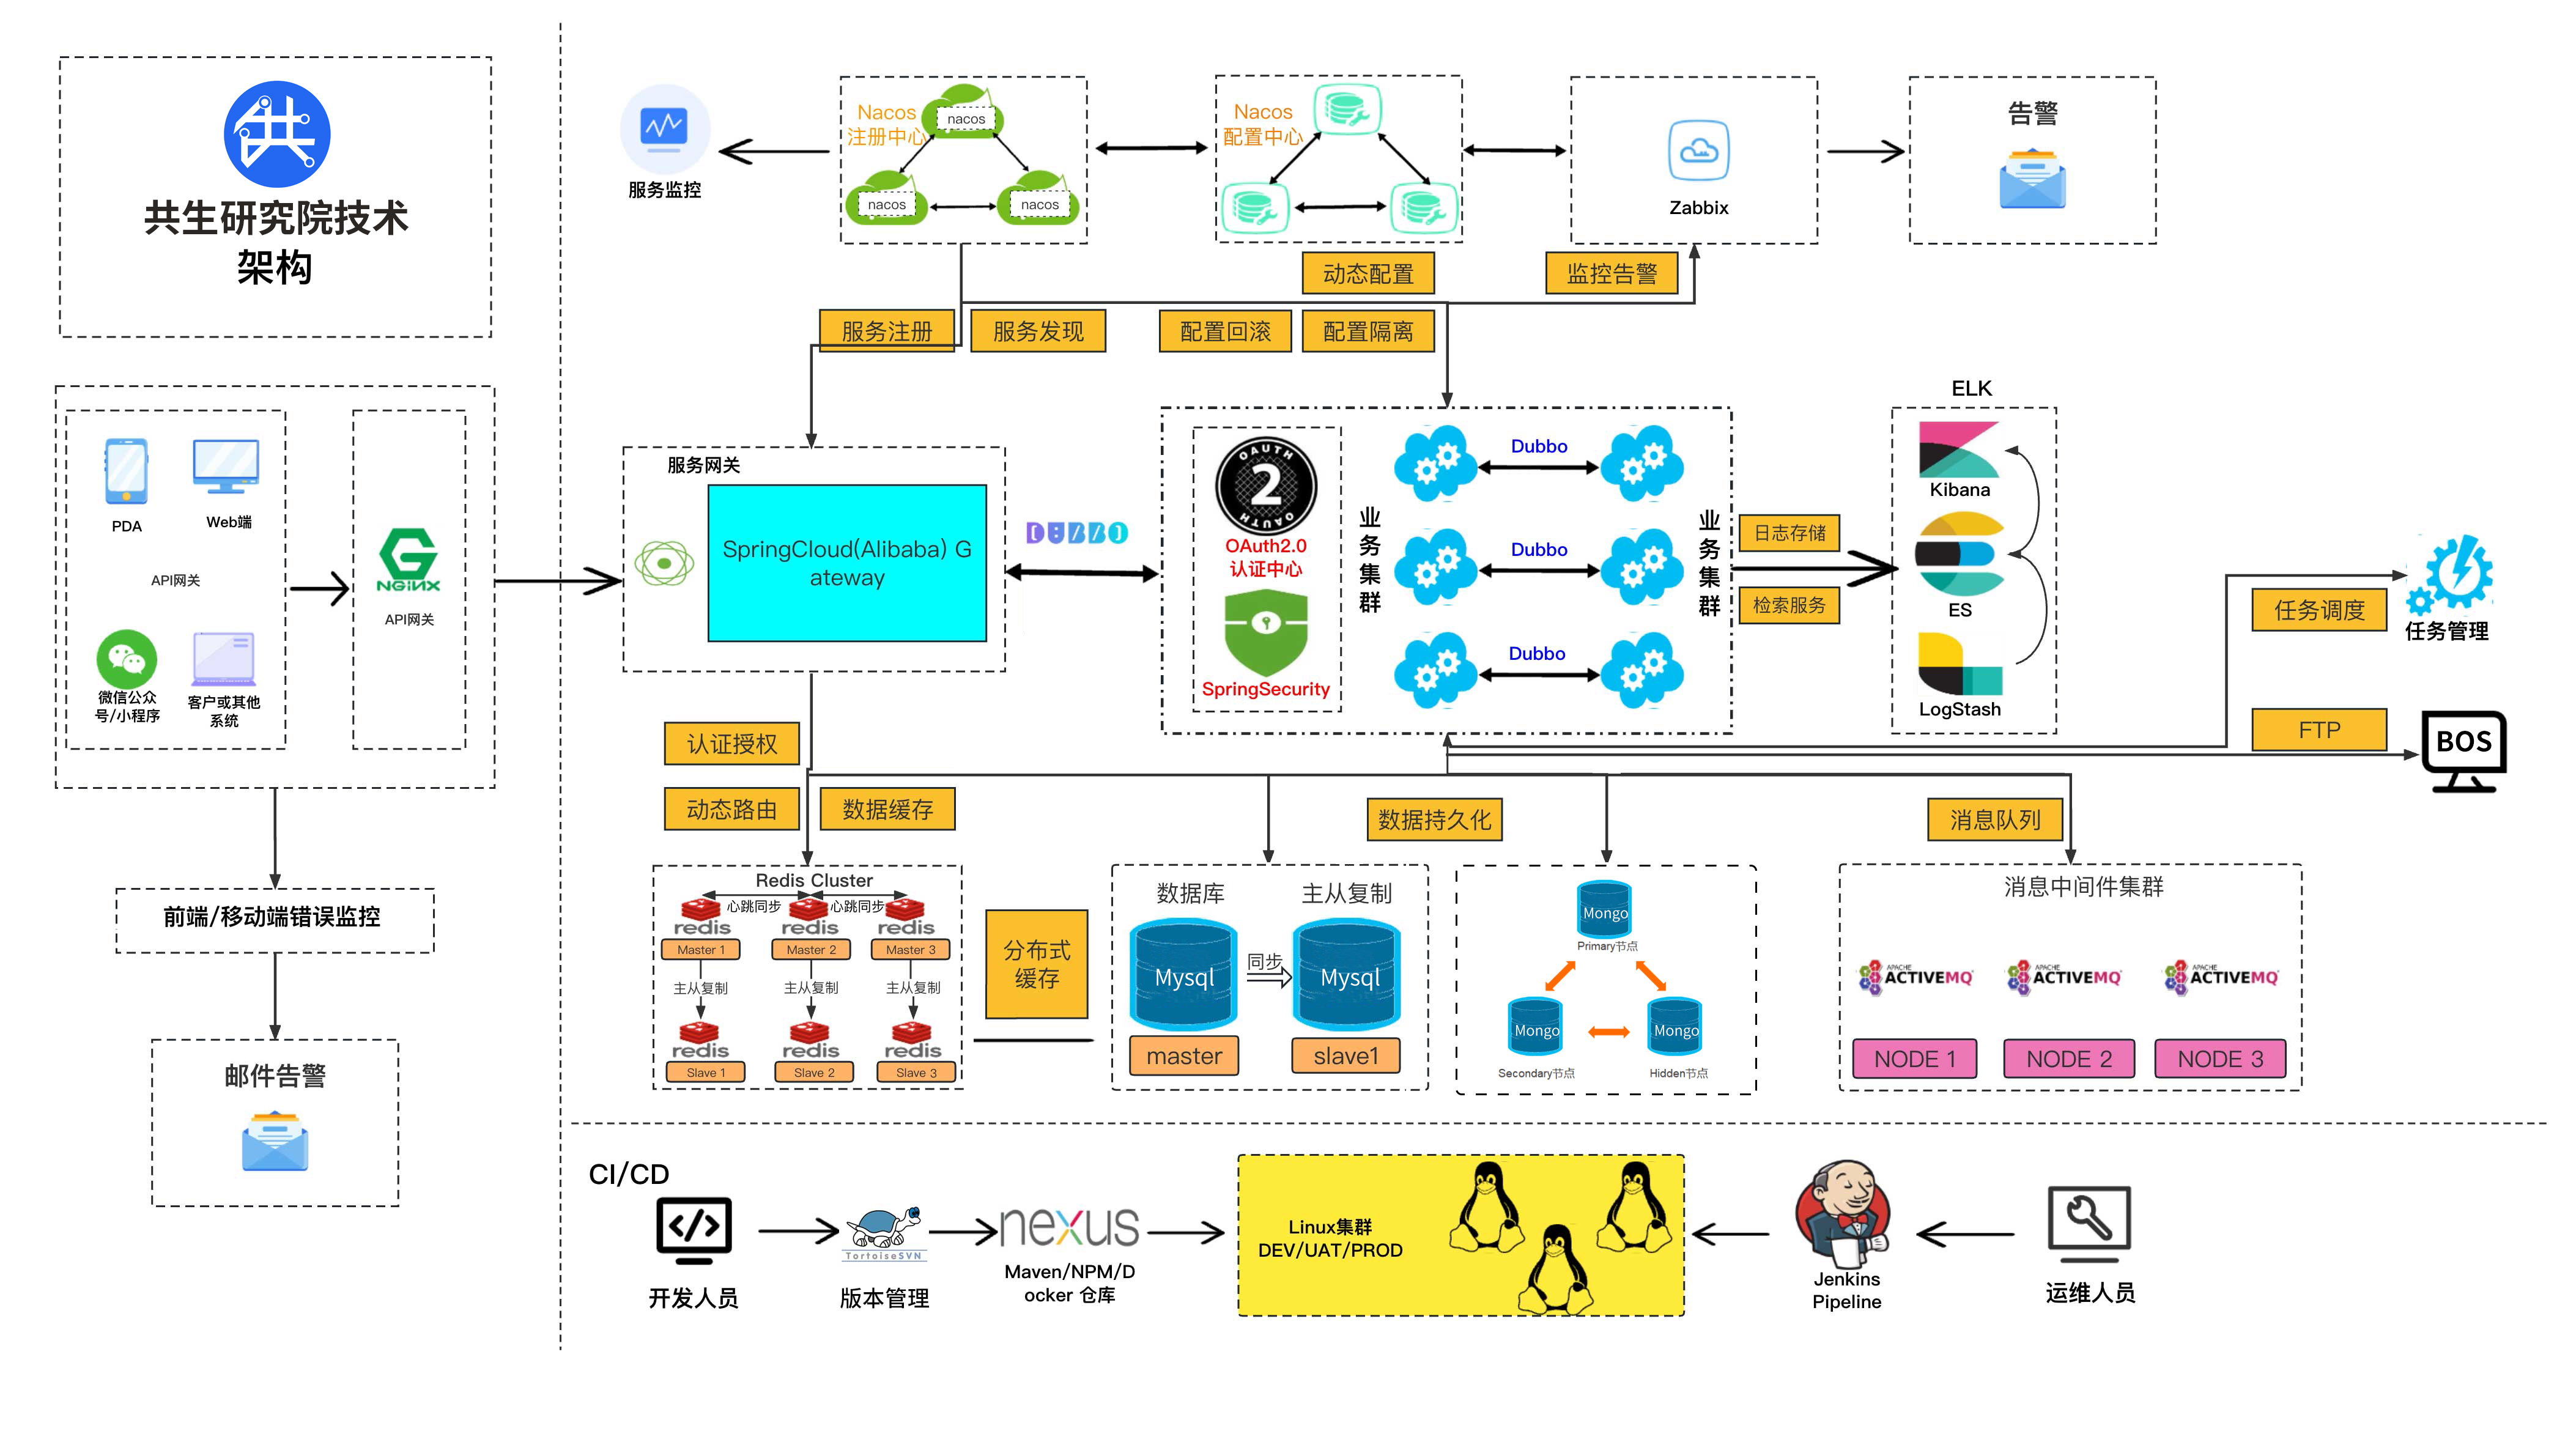 共生研究院技术
架构
PDA
Web端
API网关
微信公众
号/小程序
客户或其他
系统
NGiNX
API网关
前端/移动端错误监控
邮件告警
服务监控
Nacos
注册中心
nacos
nacos
nacos
Nacos
配置中心
Zabbix
告警
动态配置
监控告警
服务注册
服务发现
配置回滚
配置隔离
服务网关
SpringCloud(Alibaba) G
ateway
DUBBO
OAUTH
2
OAUTH
OAuth2.0
认证中心
SpringSecurity
业务集群
Dubbo
Dubbo
Dubbo
业务集群
日志存储
检索服务
ELK
Kibana
ES
LogStash
任务调度
任务管理
FTP
BOS
认证授权
动态路由
数据缓存
数据持久化
消息队列
Redis Cluster
心跳同步
心跳同步
redis
redis
redis
Master 1
Master 2
Master 3
主从复制
主从复制
主从复制
redis
redis
redis
Slave 1
Slave 2
Slave 3
分布式
缓存
数据库
主从复制
Mysql
同步
Mysql
master
slave1
Mongo
Primary节点
Mongo
Mongo
Secondary节点
Hidden节点
消息中间件集群
APACHE
ACTIVEMQ
APACHE
ACTIVEMQ
APACHE
ACTIVEMQ
NODE 1
NODE 2
NODE 3
CI/CD
开发人员
TortoiseSVN
版本管理
nexus
Maven/NPM/D
ocker 仓库
Linux集群
DEV/UAT/PROD
Jenkins
Pipeline
运维人员